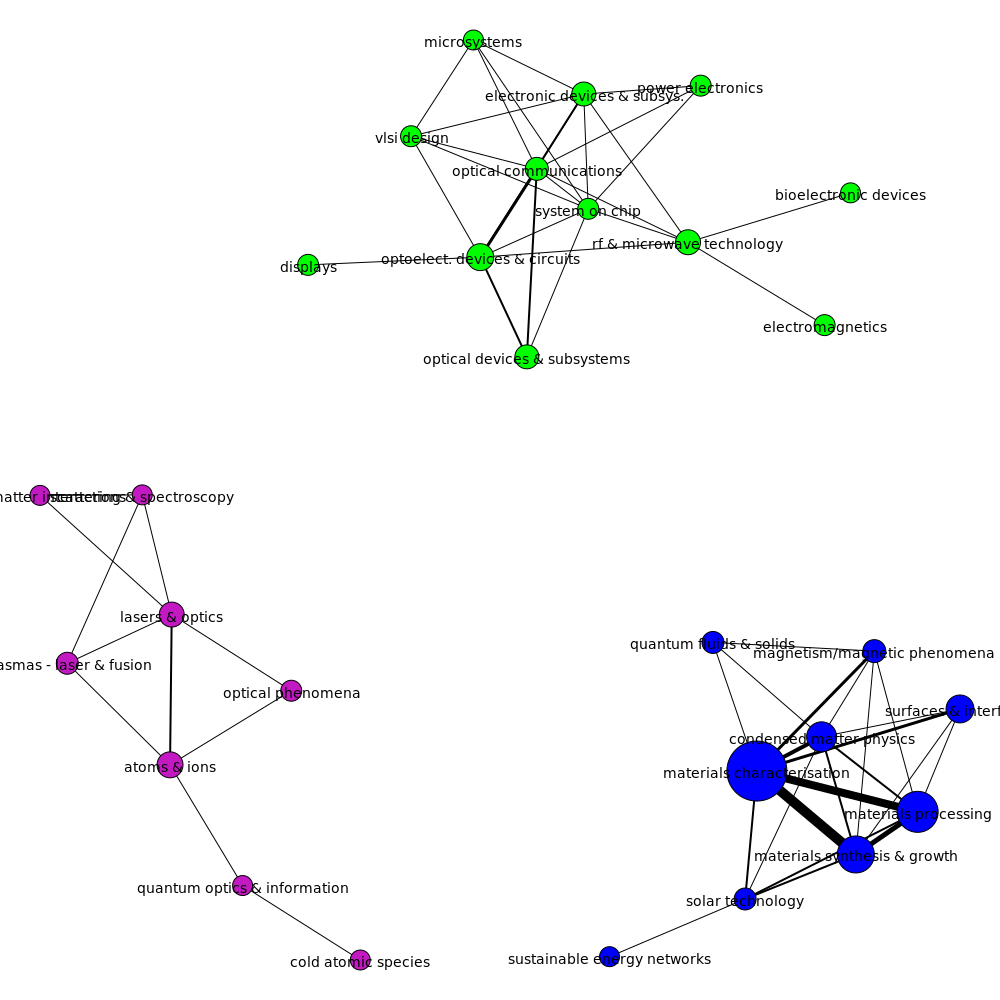 microsystems
power electronics
electronic devices & subsys.
vlsi design
optical communications
bioelectronic devices
system on chip
rf & microwave technology
optoelect. devices & circuits
displays
electromagnetics
optical devices & subsystems
scattering & spectroscopy
lasers & optics
laser & fusion
optical phenomena
atoms & ions
quantum optics & information
cold atomic species
quantum fluids & solids
magnetism/magnetic phenomena
surfaces & interf
condensed matter physics
materials characterisation
materials processing
materials synthesis & growth
solar technology
sustainable energy networks